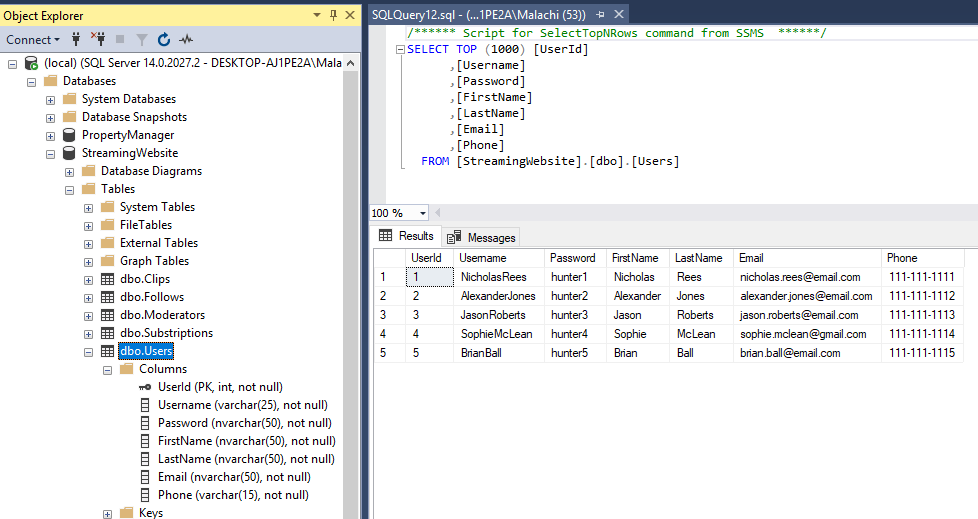 Object Explorer
Connect
(local) (SQL Server 14.0.2027.2 - DESKTOP-AJ1PE2A\Mala
Databases
System Databases
Database Snapshots
PropertyManager
StreamingWebsite
Database Diagrams
Tables
System Tables
FileTables
External Tables
Graph Tables
dbo.Clips
dbo.Follows
dbo.Moderators
dbo.Substriptions
dbo.Users
Columns
UserId (PK, int, not null)
Username (varchar(25), not null)
Password (nvarchar(50), not null)
FirstName (nvarchar(50), not null)
LastName (nvarchar(50), not null)
Email (nvarchar(50), not null)
Phone (varchar(15), not null)
Keys
SQLQuery12.sql - (...1PE2A\Malachi (53))
/****** Script for SelectTopNRows command from SSMS ******/
SELECT TOP (1000) [UserId]
,[Username]
,[Password]
,[FirstName]
,[LastName]
,[Email]
,[Phone]
FROM [StreamingWebsite].[dbo].[Users]
100 %
Results Messages
UserId Username Password FirstName LastName Email Phone
1 1 NicholasRees hunter1 Nicholas Rees nicholas.rees@email.com 111-111-1111
2 2 AlexanderJones hunter2 Alexander Jones alexander.jones@email.com 111-111-1112
3 3 JasonRoberts hunter3 Jason Roberts jason.roberts@email.com 111-111-1113
4 4 SophieMcLean hunter4 Sophie McLean sophie.mclean@gmail.com 111-111-1114
5 5 BrianBall hunter5 Brian Ball brian.ball@email.com 111-111-1115